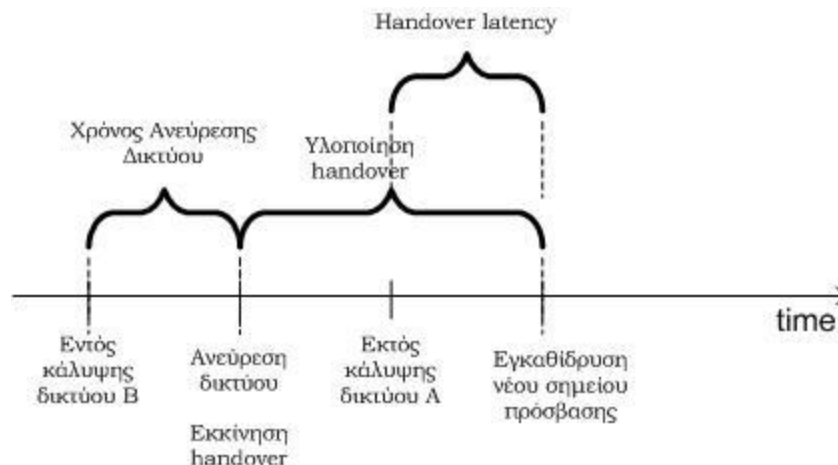 Handover latency
Χρόνος Ανεύρεσης
Δικτύου
Υλοποίηση
handover
time
Εντός
κάλυψης
δικτύου Β
Ανεύρεση
δικτύου
Εκκίνηση
handover
Εκτός
κάλυψης
δικτύου Α
Εγκαθίδρυση
νέου σημείου
πρόσβασης